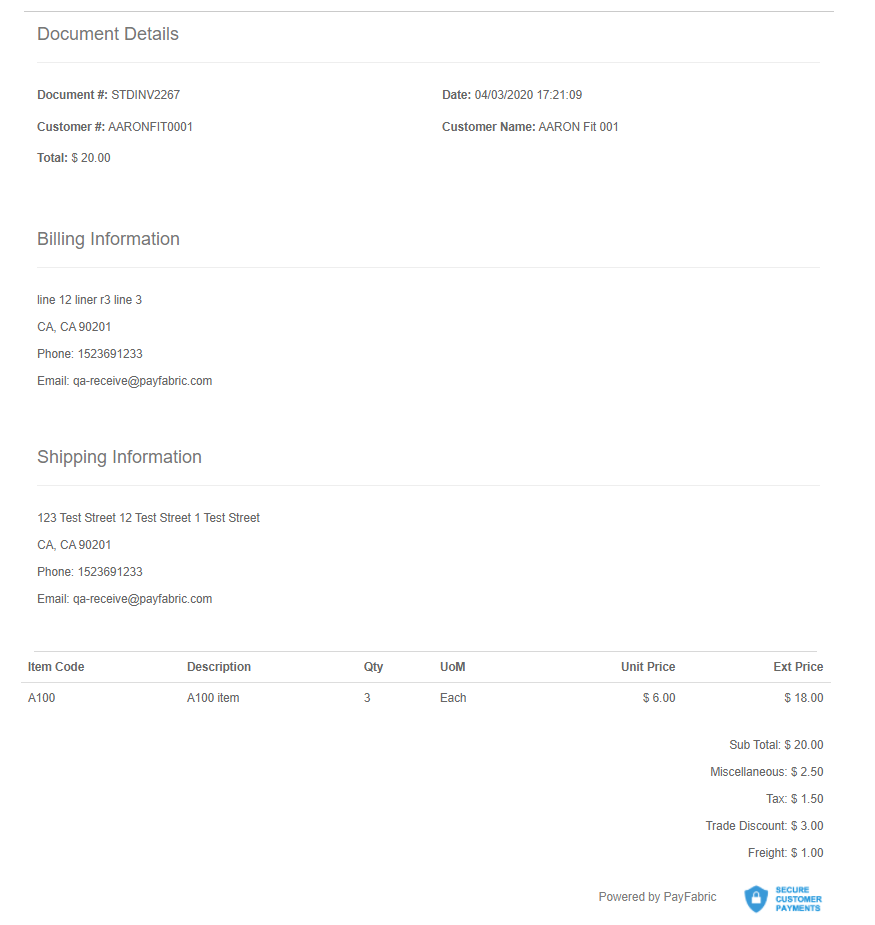 Document Details
Document #: STDINV2267 Date: 04/03/2020 17:21:09
Customer #: AARONFIT0001 Customer Name: AARON Fit 001
Total: $ 20.00
Billing Information
line 12 liner r3 line 3
CA, CA 90201
Phone: 1523691233
Email: qa-receive@payfabric.com
Shipping Information
123 Test Street 12 Test Street 1 Test Street
CA, CA 90201
Phone: 1523691233
Email: qa-receive@payfabric.com
Item Code Description Qty UoM Unit Price Ext Price
A100 A100 item 3 Each $ 6.00 $ 18.00
Sub Total: $ 20.00
Miscellaneous: $ 2.50
Tax: $ 1.50
Trade Discount: $ 3.00
Freight: $ 1.00
Powered by PayFabric
SECURE
CUSTOMER
PAYMENTS